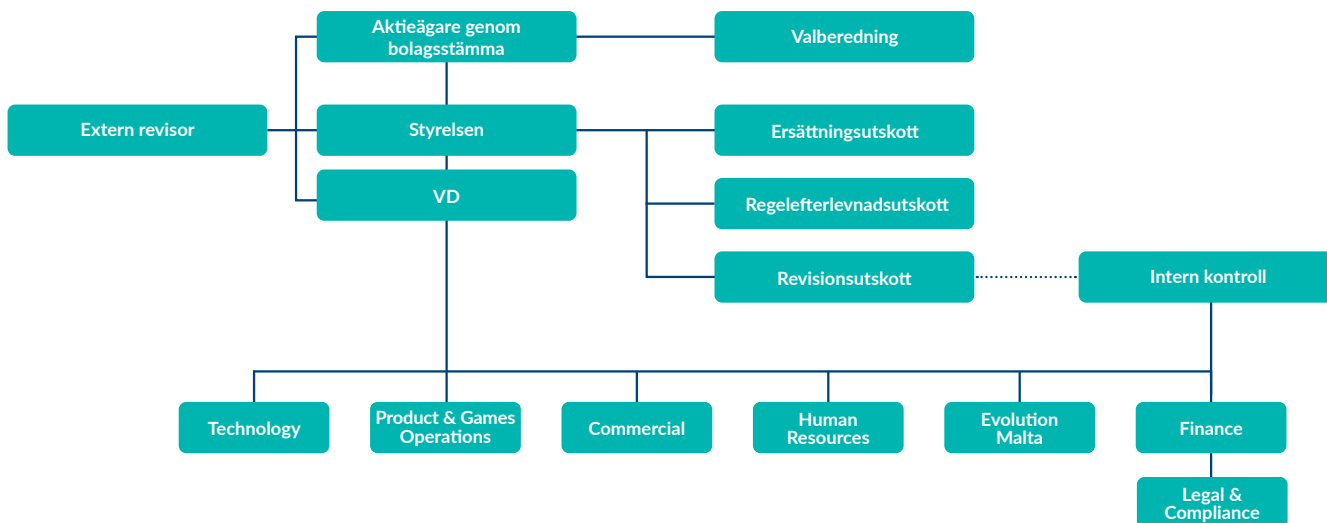 Aktieägare genom
bolagsstämma
Valberedning
Extern revisor
Styrelsen
Ersättningsutskott
VD
Regelefterlevnadsutskott
Revisionsutskott
Intern kontroll
Technology
Product & Games
Operations
Commercial
Human
Resources
Evolution
Malta
Finance
Legal &
Compliance